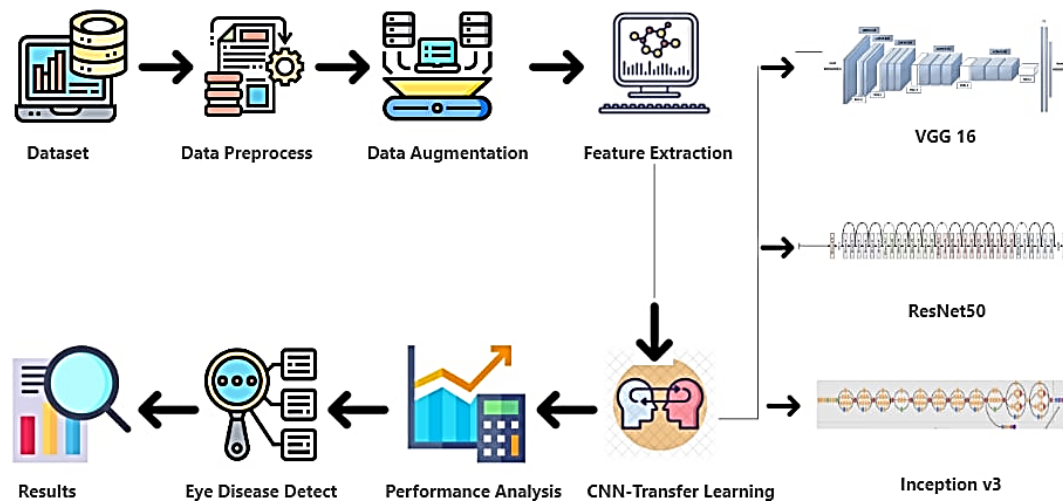 Dataset
Data Preprocess
Data Augmentation
Feature Extraction
VGG 16
ResNet50
Results
Eye Disease Detect
Performance Analysis
CNN-Transfer Learning
Inception v3